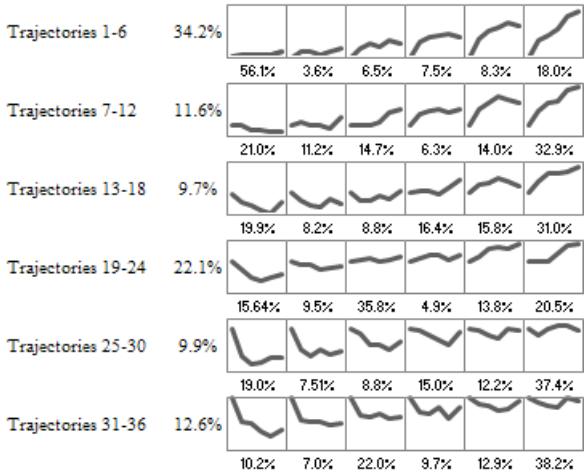 Trajectories 1-6 34.2%
56.1% 3.6% 6.5% 7.5% 8.3% 18.0%
Trajectories 7-12 11.6%
21.0% 11.2% 14.7% 6.3% 14.0% 32.9%
Trajectories 13-18 9.7%
19.9% 8.2% 8.8% 16.4% 15.8% 31.0%
Trajectories 19-24 22.1%
15.64% 9.5% 35.8% 4.9% 13.8% 20.5%
Trajectories 25-30 9.9%
19.0% 7.51% 8.8% 15.0% 12.2% 37.4%
Trajectories 31-36 12.6%
10.2% 7.0% 22.0% 9.7% 12.9% 38.2%